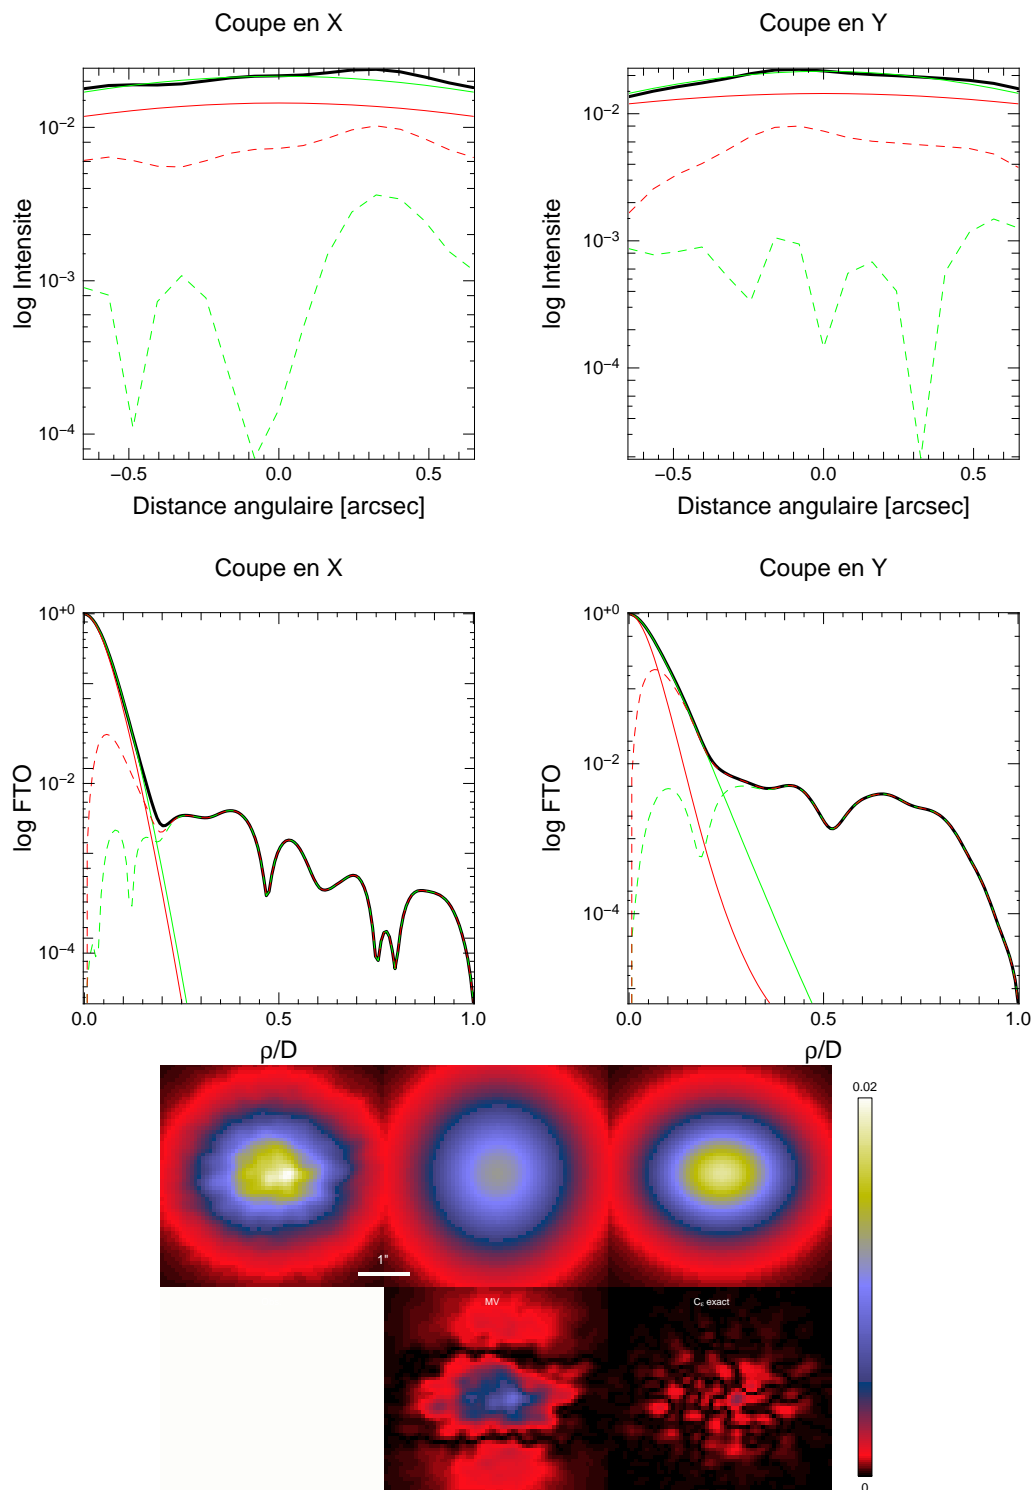 Coupe en X
Coupe en Y
10⁻²
10⁻³
10⁻⁴
log Intensite
−0.5 0.0 0.5
Distance angulaire [arcsec]
10⁻²
10⁻³
10⁻⁴
log Intensite
−0.5 0.0 0.5
Distance angulaire [arcsec]
Coupe en X
Coupe en Y
10⁺⁰
10⁻²
10⁻⁴
log FTO
0.0 0.5 1.0
ρ/D
10⁺⁰
10⁻²
10⁻⁴
log FTO
0.0 0.5 1.0
ρ/D
1"
MV
exact
0.02
0